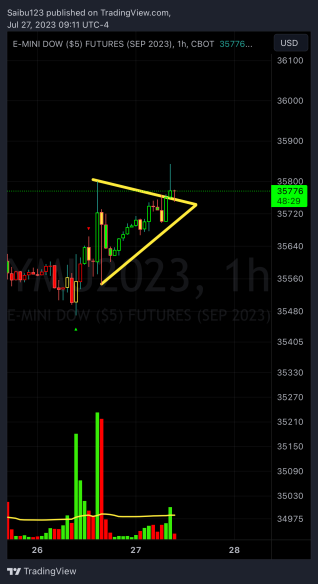 Saibu123 published on TradingView.com,
Jul 27, 2023 09:11 UTC-4
E-MINI DOW ($5) FUTURES (SEP 2023), 1h, CBOT 35776...
USD
36100
36000
35900
35800
35776
48:29
35720
35640
35560
35480
35405
35330
35270
35210
35150
35090
35030
34975
YMU2023, 1h
E-MINI DOW ($5) FUTURES (SEP 2023)
26 27 28
TradingView